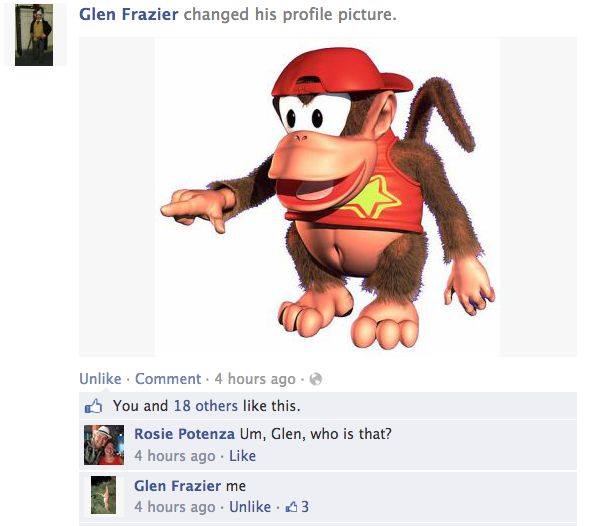 Glen Frazier changed his profile picture.
Unlike · Comment · 4 hours ago ·
You and 18 others like this.
Rosie Potenza Um, Glen, who is that?
4 hours ago · Like
Glen Frazier me
4 hours ago · Unlike · 3